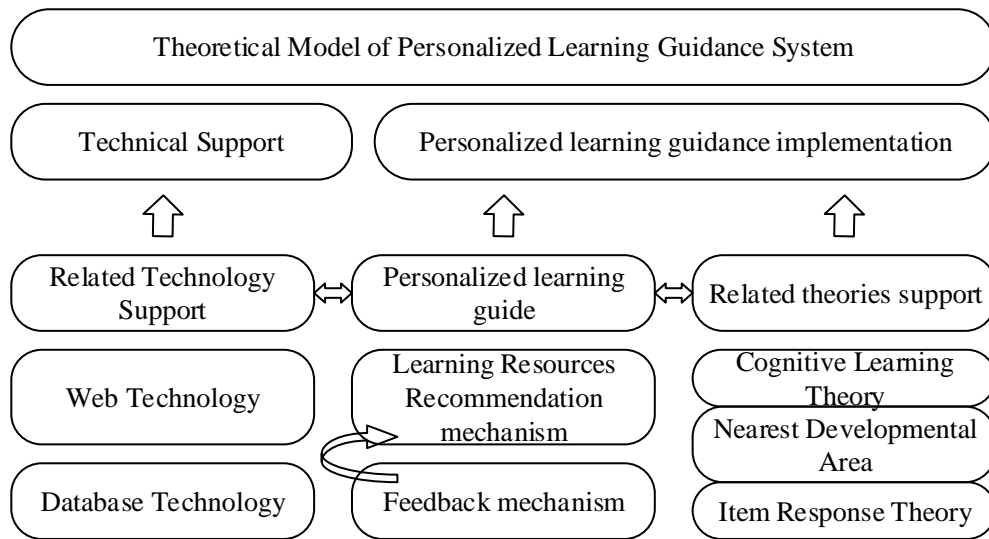 Theoretical Model of Personalized Learning Guidance System
Technical Support
Personalized learning guidance implementation
Related Technology
Support
Personalized learning
guide
Related theories support
Web Technology
Learning Resources
Recommendation
mechanism
Cognitive Learning
Theory
Nearest Developmental
Area
Database Technology
Feedback mechanism
Item Response Theory